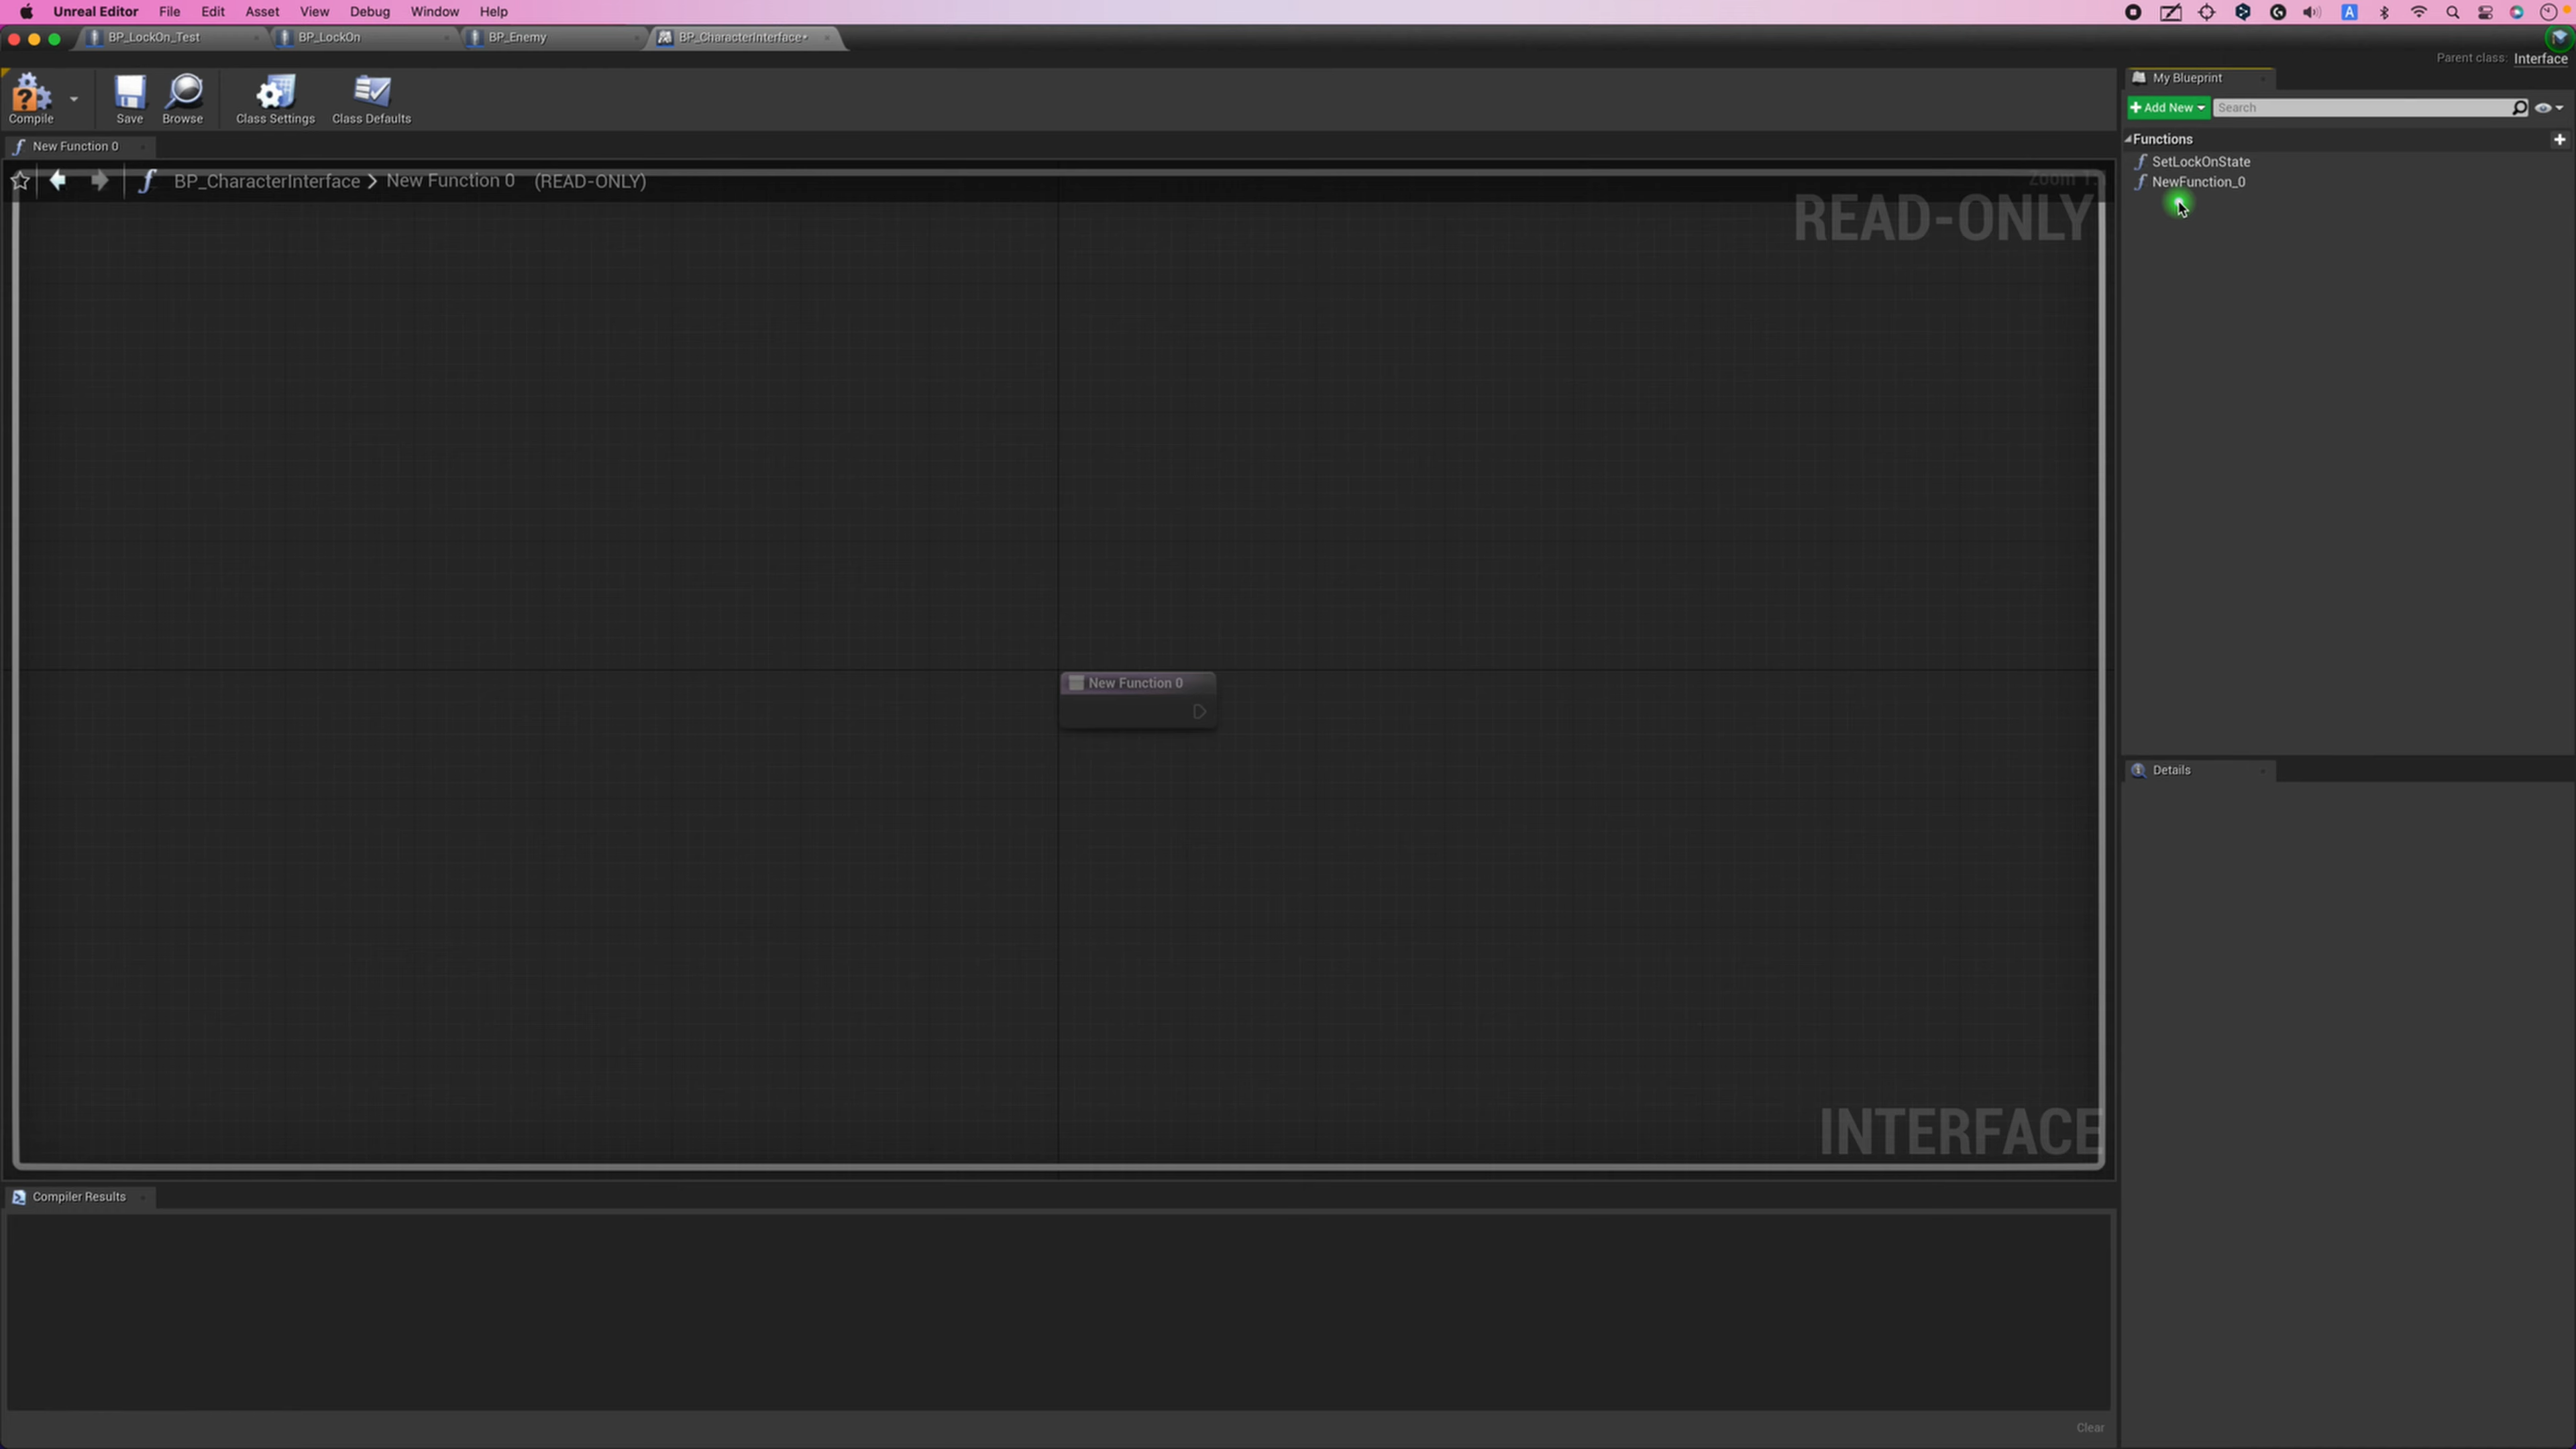 Unreal Editor File Edit Asset View Debug Window Help A
BP_LockOn_Test BP_LockOn BP_Enemy BP_CharacterInterface•
Parent class: Interface
Compile Save Browse Class Settings Class Defaults
My Blueprint
Add New Search
Functions
SetLockOnState
NewFunction_0
New Function 0
BP_CharacterInterface > New Function 0 (READ-ONLY)
READ-ONLY
New Function 0
INTERFACE
Details
Compiler Results
Clear